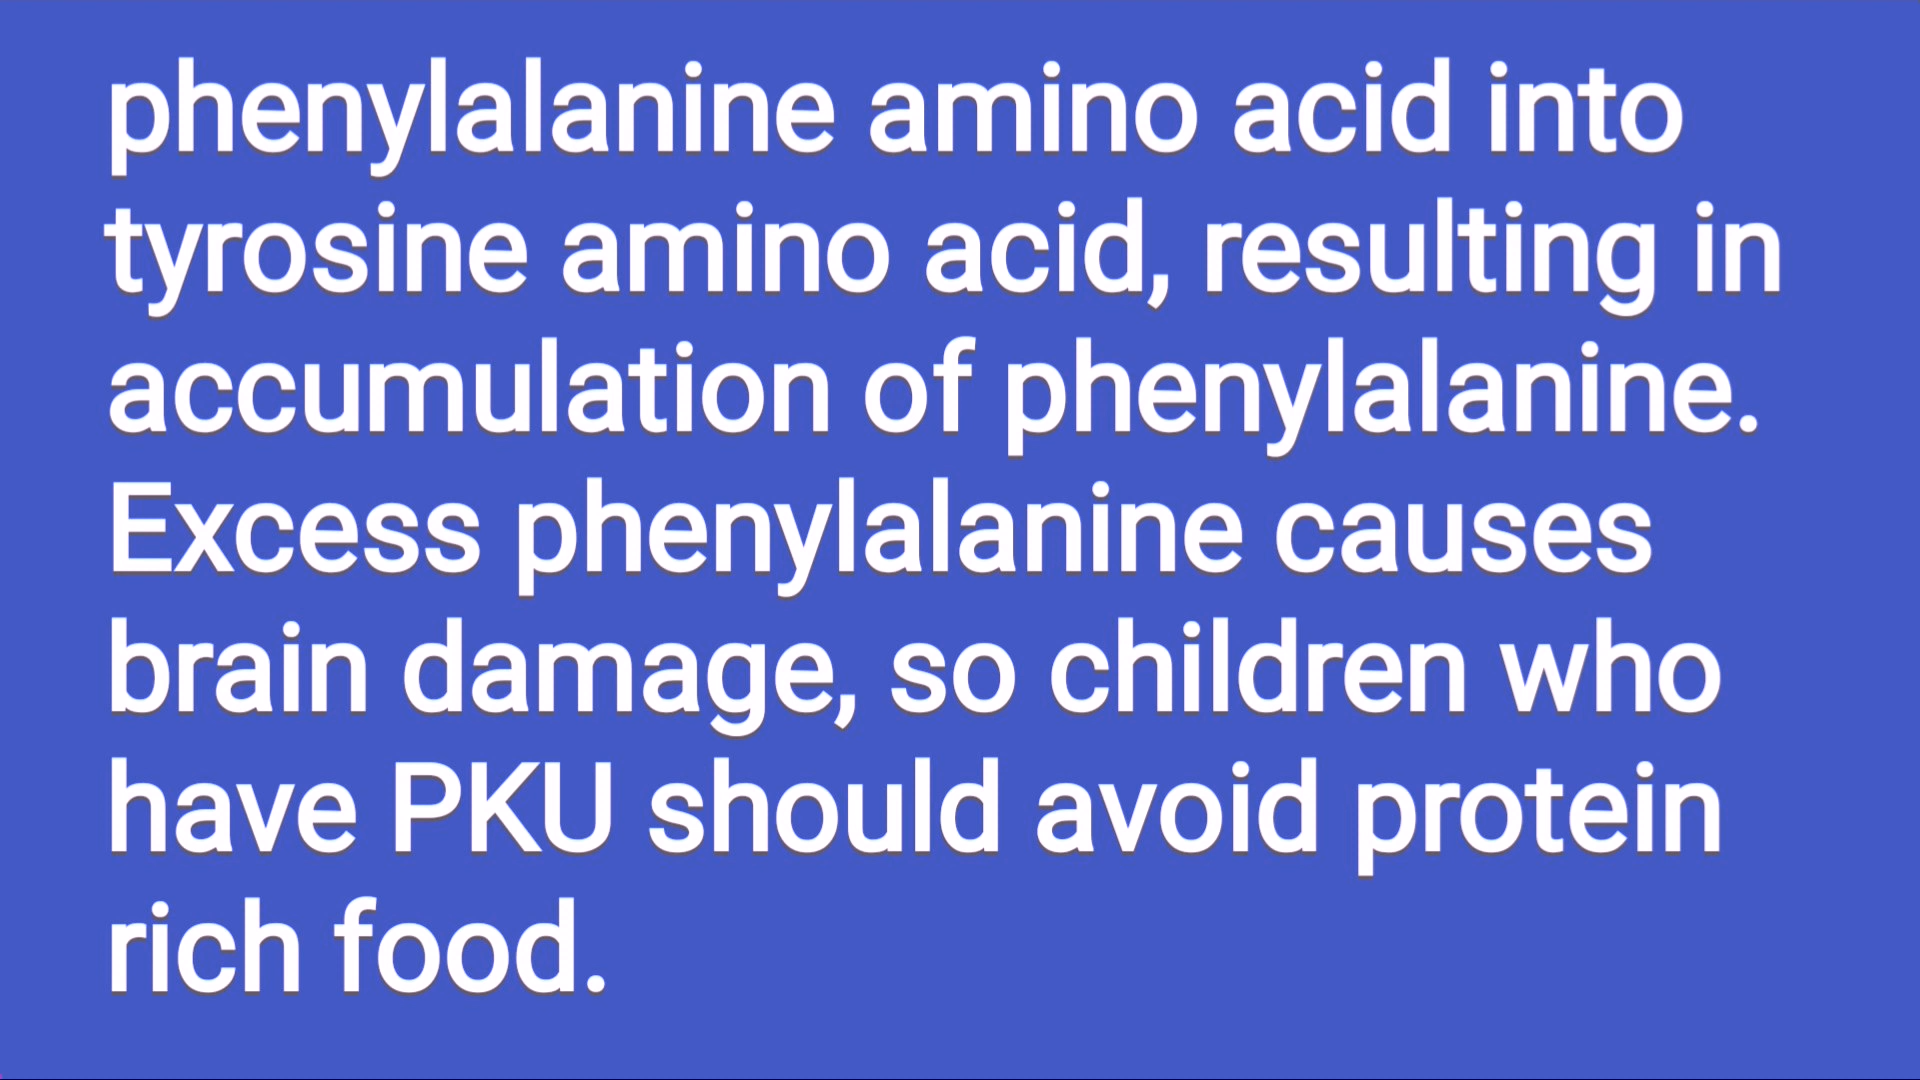 phenylalanine amino acid into
tyrosine amino acid, resulting in
accumulation of phenylalanine.
Excess phenylalanine causes
brain damage, so children who
have PKU should avoid protein
rich food.